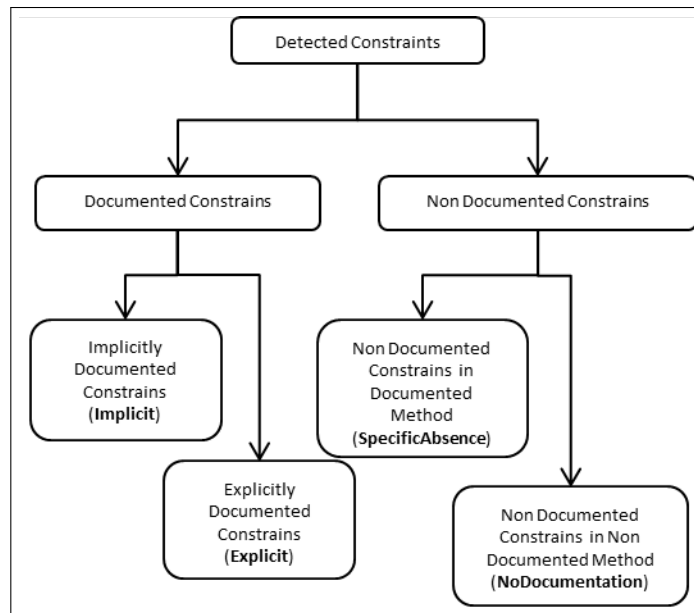 Detected Constraints
Documented Constrains
Non Documented Constrains
Implicitly
Documented
Constrains
(Implicit)
Non Documented
Constrains in
Documented
Method
(SpecificAbsence)
Explicitly
Documented
Constrains
(Explicit)
Non Documented
Constrains in Non
Documented Method
(NoDocumentation)